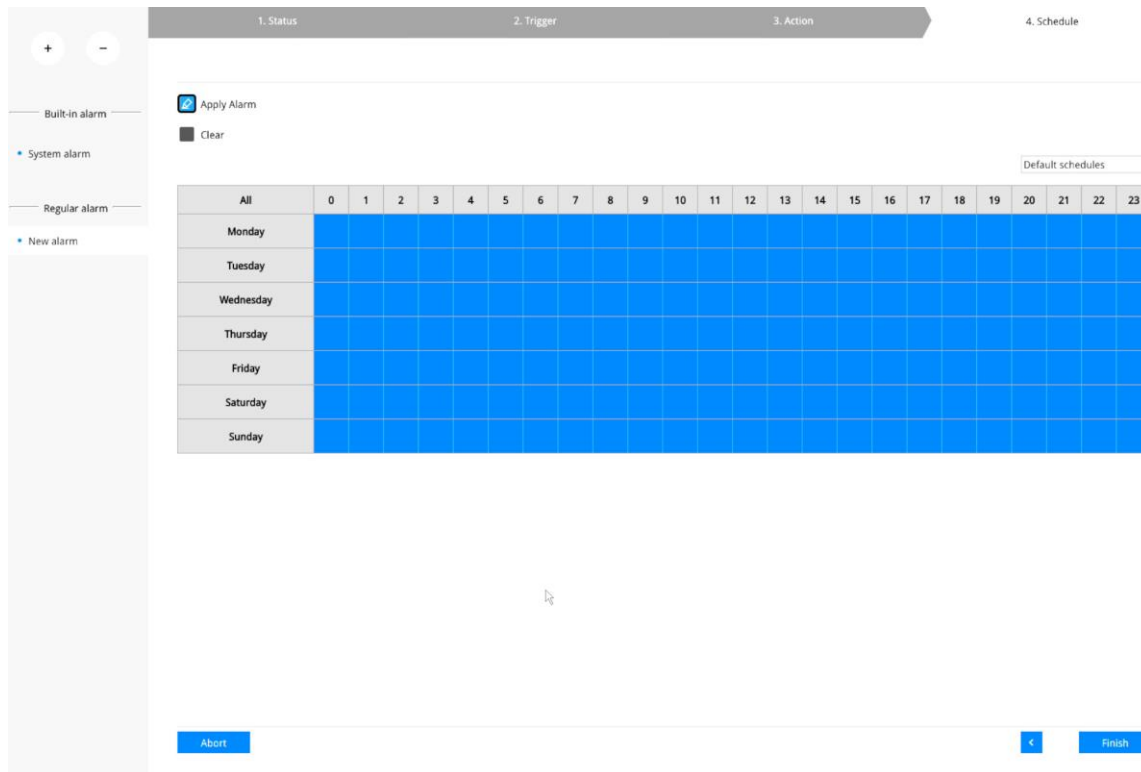 1. Status 2. Trigger 3. Action 4. Schedule
+ −
Built-in alarm
System alarm
Regular alarm
New alarm
Apply Alarm
Clear
Default schedules
All 0 1 2 3 4 5 6 7 8 9 10 11 12 13 14 15 16 17 18 19 20 21 22 23
Monday
Tuesday
Wednesday
Thursday
Friday
Saturday
Sunday
Abort < Finish